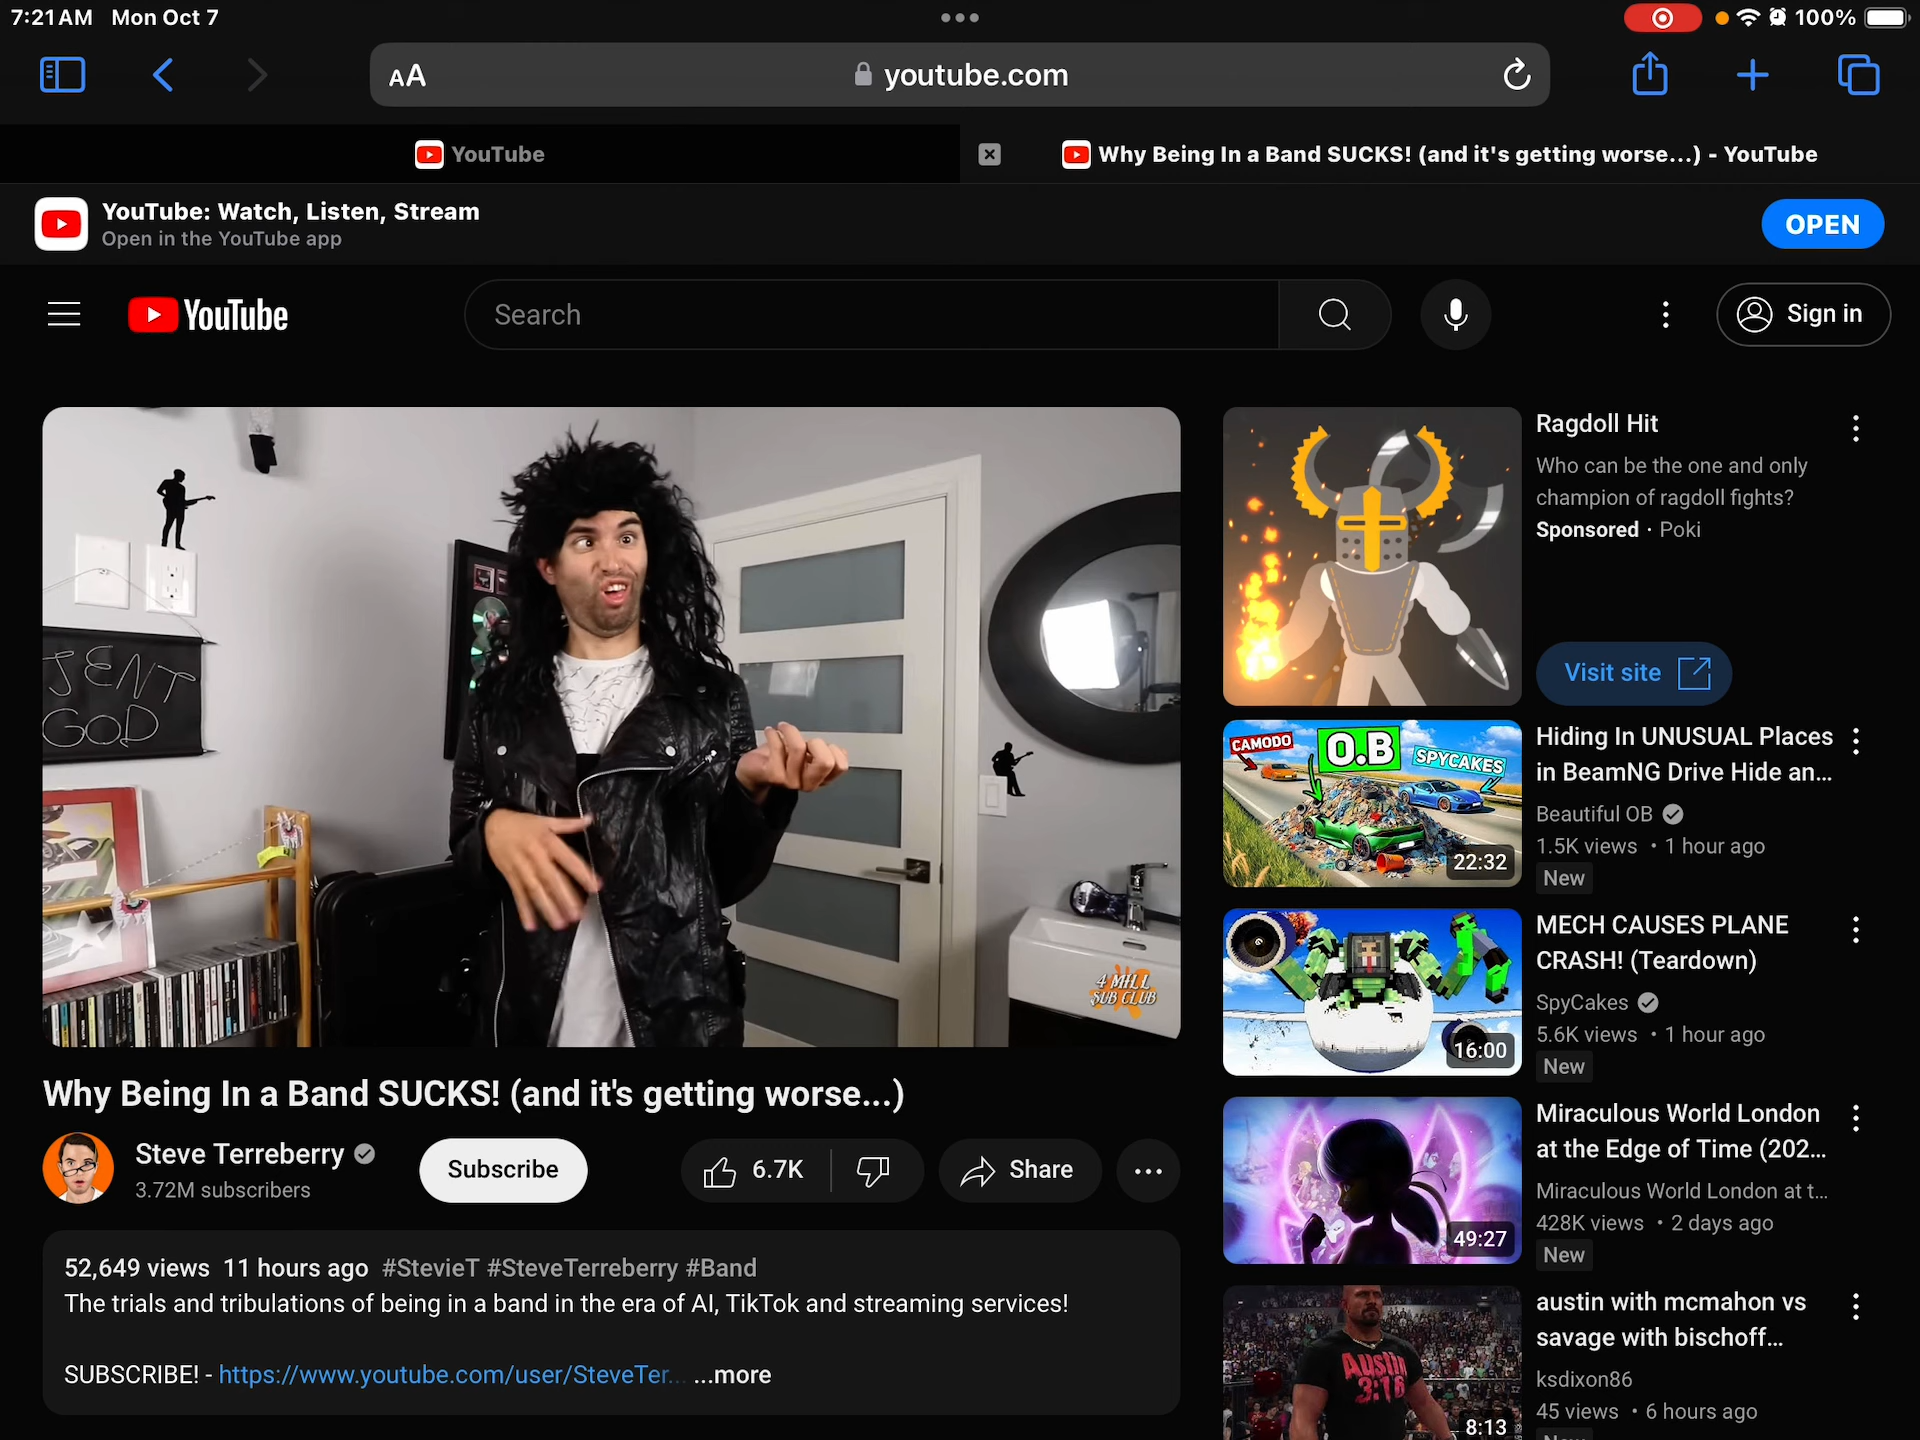 7:21 AM Mon Oct 7
100%
AA
youtube.com
YouTube
Why Being In a Band SUCKS! (and it's getting worse...) - YouTube
YouTube: Watch, Listen, Stream
Open in the YouTube app
OPEN
YouTube
Search
Sign in
JENT
GOD
4 MILL
SUB CLUB
Why Being In a Band SUCKS! (and it's getting worse...)
Steve Terreberry
3.72M subscribers
Subscribe
6.7K
Share
52,649 views 11 hours ago #StevieT #SteveTerreberry #Band
The trials and tribulations of being in a band in the era of AI, TikTok and streaming services!
SUBSCRIBE! - https://www.youtube.com/user/SteveTer... ...more
Ragdoll Hit
Who can be the one and only
champion of ragdoll fights?
Sponsored · Poki
Visit site
CAMODO
O.B
SPYCAKES
22:32
Hiding In UNUSUAL Places
in BeamNG Drive Hide an...
Beautiful OB
1.5K views • 1 hour ago
New
16:00
MECH CAUSES PLANE
CRASH! (Teardown)
SpyCakes
5.6K views • 1 hour ago
New
49:27
Miraculous World London
at the Edge of Time (202...
Miraculous World London at t...
428K views • 2 days ago
New
AUSTIN
3:16
8:13
austin with mcmahon vs
savage with bischoff...
ksdixon86
45 views • 6 hours ago
New